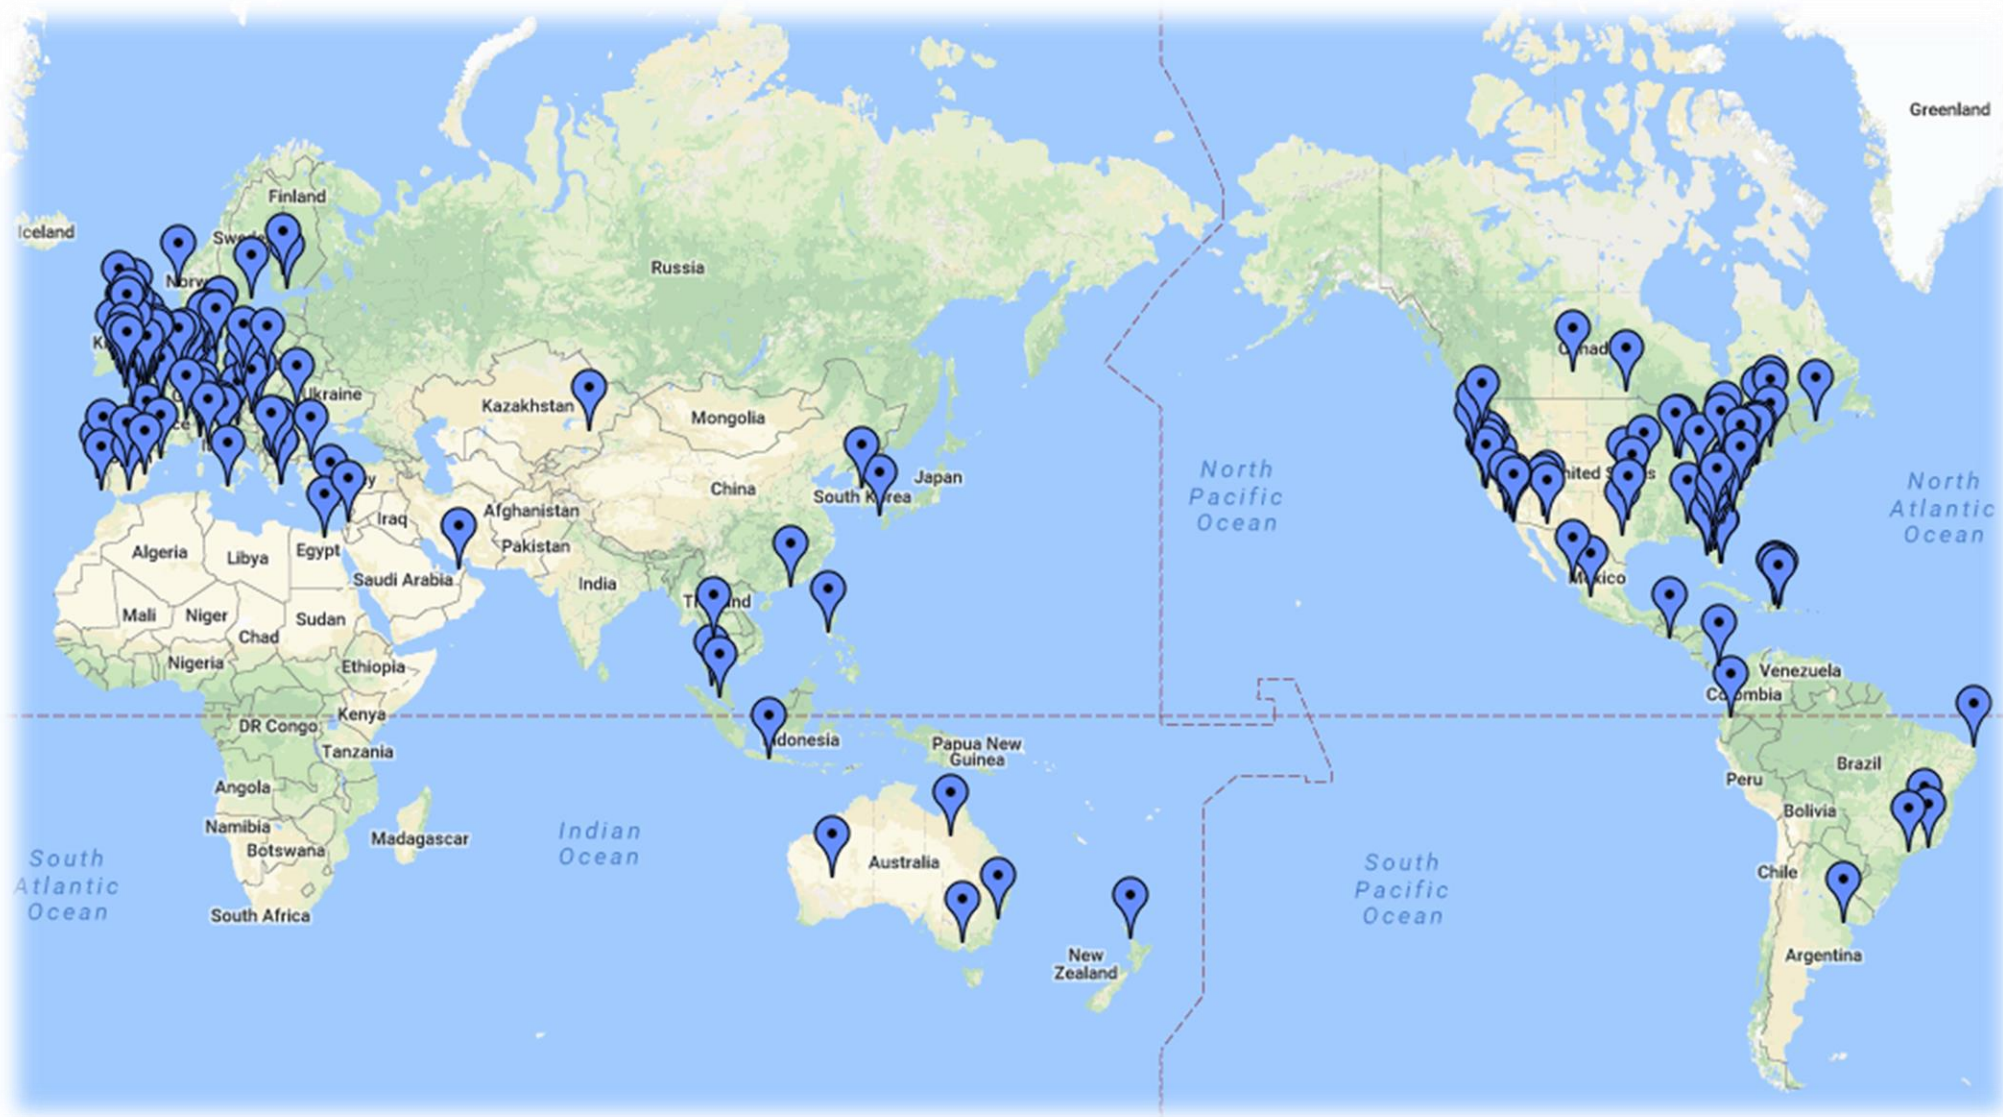 Greenland
Finland
Iceland
Russia
Kazakhstan
Ukraine
Mongolia
Japan
China
South Korea
North
Pacific
Ocean
North
Atlantic
Ocean
Iraq
Afghanistan
Pakistan
Algeria
Libya
Egypt
Saudi Arabia
India
Mali
Niger
Sudan
Chad
Nigeria
Ethiopia
Mexico
Venezuela
Colombia
DR Congo
Kenya
Tanzania
Papua New
Guinea
Peru
Brazil
Angola
Bolivia
Namibia
Madagascar
Botswana
Indian
Ocean
Australia
South
Atlantic
Ocean
South
Pacific
Ocean
Chile
South Africa
New
Zealand
Argentina